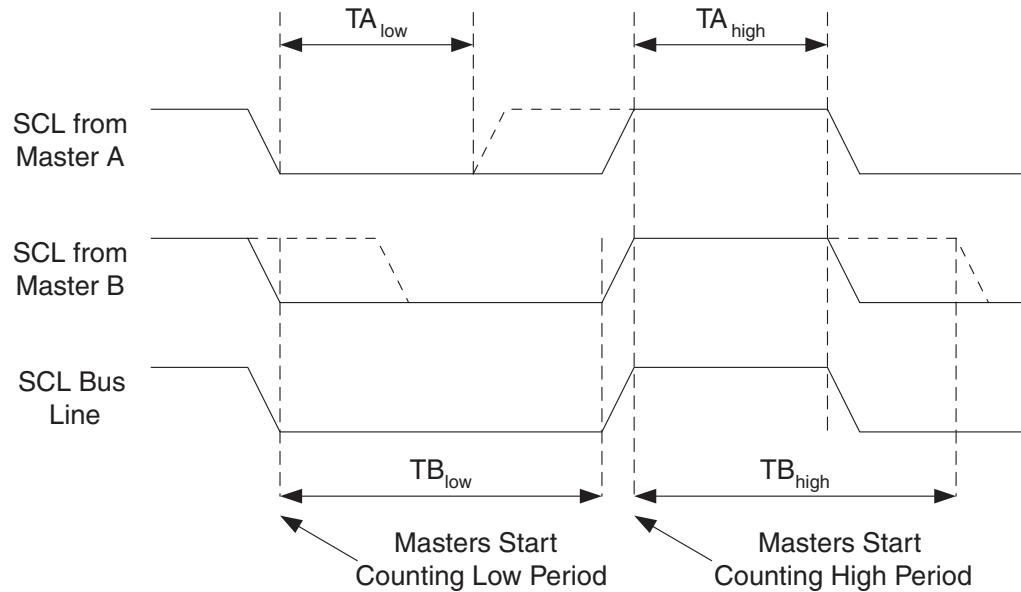 TA low
TA high
SCL from
Master A
SCL from
Master B
SCL Bus
Line
TB low
TB high
Masters Start
Counting Low Period
Masters Start
Counting High Period